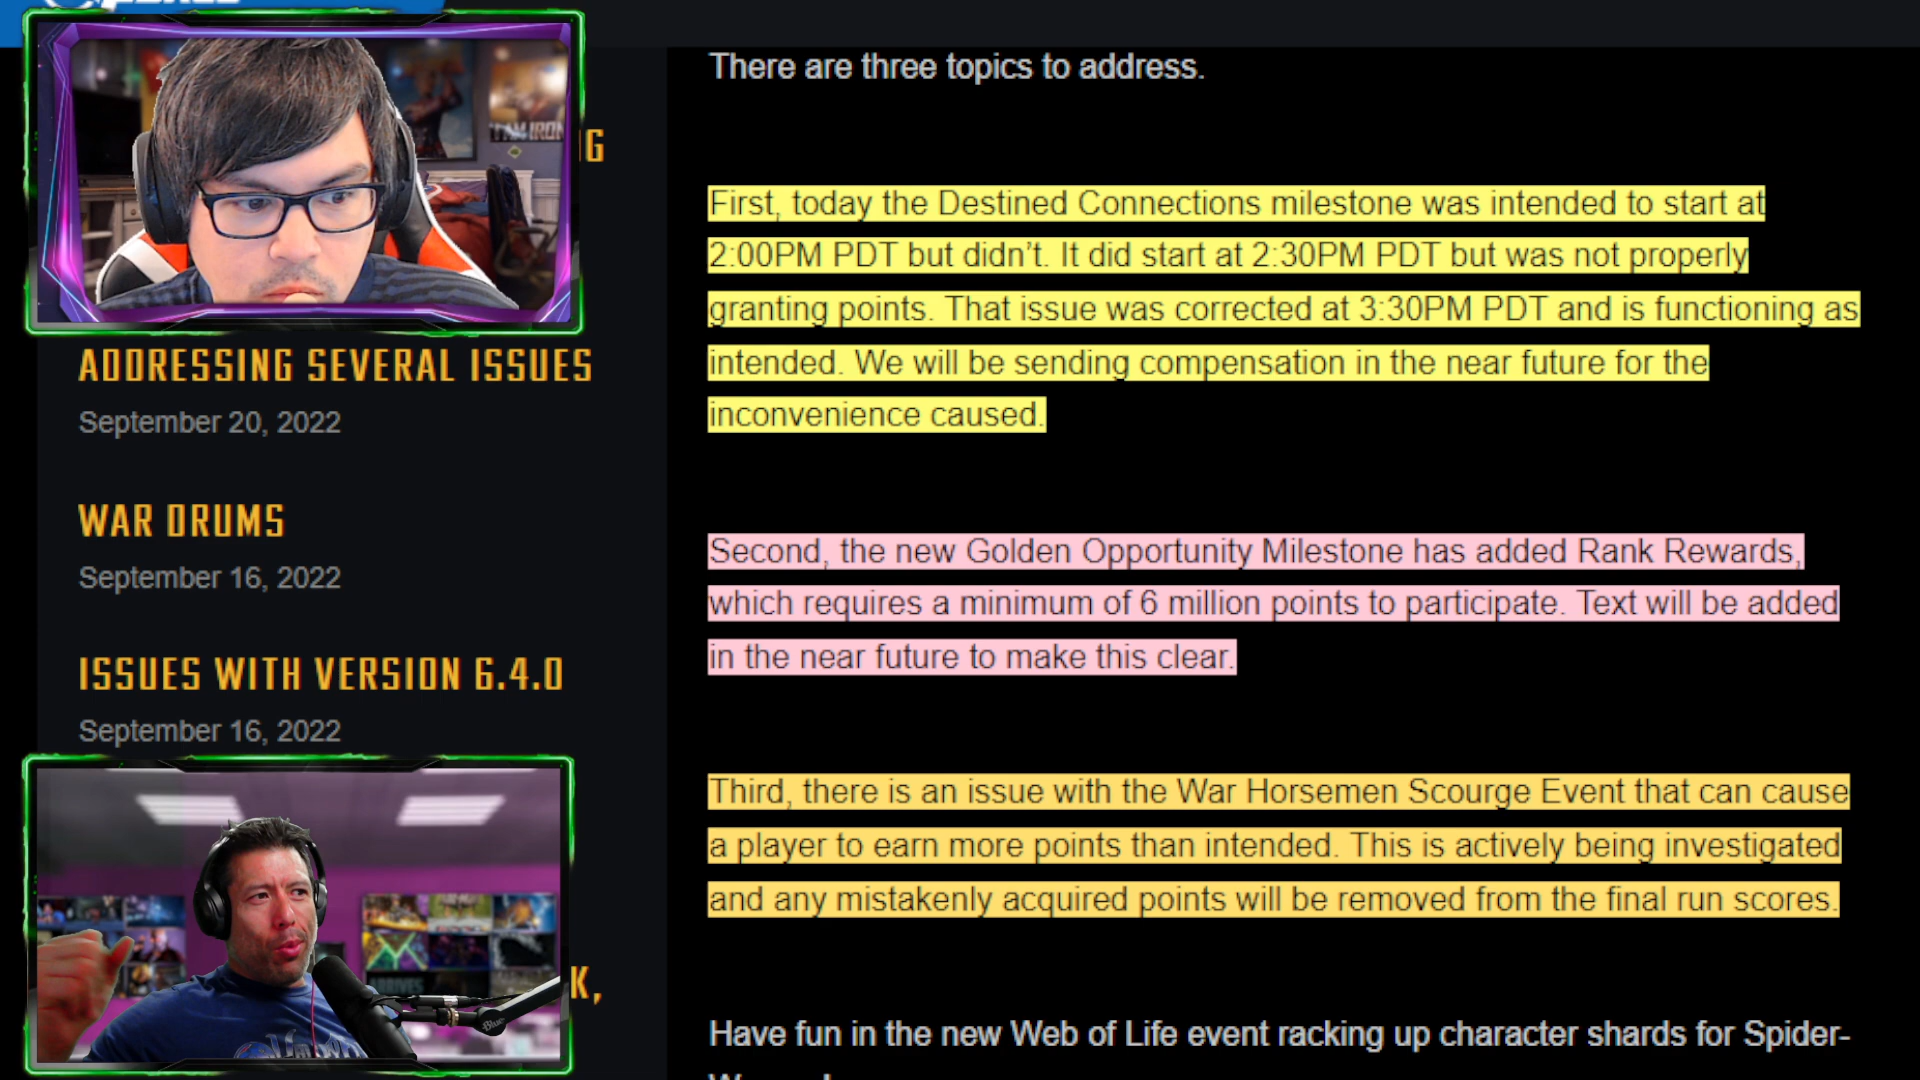 There are three topics to address.
First, today the Destined Connections milestone was intended to start at
2:00PM PDT but didn’t. It did start at 2:30PM PDT but was not properly
granting points. That issue was corrected at 3:30PM PDT and is functioning as
intended. We will be sending compensation in the near future for the
inconvenience caused.
Second, the new Golden Opportunity Milestone has added Rank Rewards,
which requires a minimum of 6 million points to participate. Text will be added
in the near future to make this clear.
Third, there is an issue with the War Horsemen Scourge Event that can cause
a player to earn more points than intended. This is actively being investigated
and any mistakenly acquired points will be removed from the final run scores.
Have fun in the new Web of Life event racking up character shards for Spider-
G
ADDRESSING SEVERAL ISSUES
September 20, 2022
WAR DRUMS
September 16, 2022
ISSUES WITH VERSION 6.4.0
September 16, 2022
K,
I AM IRON
ARRIVES
Blue